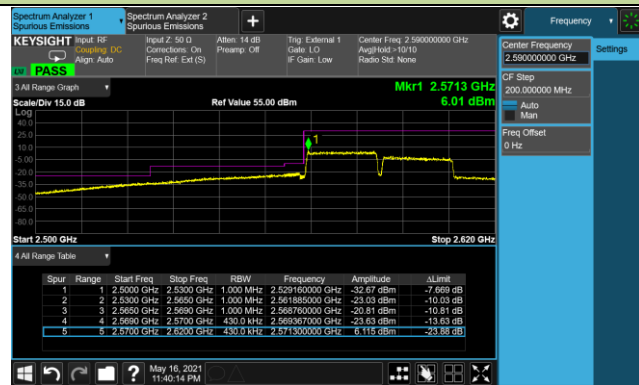 Spectrum Analyzer 1
Spurious Emissions
Spectrum Analyzer 2
Spurious Emissions
+
Frequency
KEYSIGHT
Input: RF
Coupling: DC
Align: Auto
Input Z: 50 Ω
Corrections: On
Freq Ref: Ext (S)
Atten: 14 dB
Preamp: Off
Trig: External 1
Gate: LO
IF Gain: Low
Center Freq: 2.590000000 GHz
Avg|Hold:>10/10
Radio Std: None
PASS
Center Frequency
2.590000000 GHz
Settings
CF Step
200.000000 MHz
Auto
Man
Freq Offset
0 Hz
3 All Range Graph
Mkr1 2.5713 GHz
Scale/Div 15.0 dB
Ref Value 55.00 dBm
6.01 dBm
Log
40.0
25.0
10.0
-5.00
-20.0
-35.0
-50.0
-65.0
-80.0
1
Start 2.500 GHz
Stop 2.620 GHz
4 All Range Table
Spur Range Start Freq Stop Freq RBW Frequency Amplitude ΔLimit
1 1 2.5000 GHz 2.5300 GHz 1.000 MHz 2.529160000 GHz -32.67 dBm -7.669 dB
2 2 2.5300 GHz 2.5650 GHz 1.000 MHz 2.561885000 GHz -23.03 dBm -10.03 dB
3 3 2.5650 GHz 2.5690 GHz 1.000 MHz 2.568760000 GHz -20.81 dBm -10.81 dB
4 4 2.5690 GHz 2.5700 GHz 430.0 kHz 2.569367000 GHz -23.63 dBm -13.63 dB
5 5 2.5700 GHz 2.6200 GHz 430.0 kHz 2.571300000 GHz 6.115 dBm -23.88 dB
?
May 16, 2021
11:40:14 PM